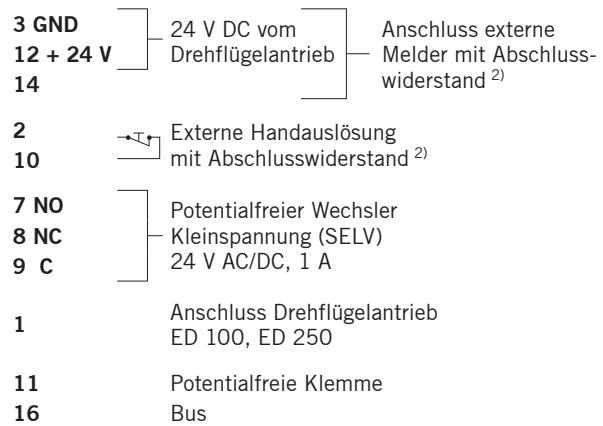 3 GND
12 + 24 V
14
24 V DC vom
Drehflügelantrieb
Anschluss externe
Melder mit Abschluss-
widerstand 2)
2
10
Externe Handauslösung
mit Abschlusswiderstand 2)
7 NO
8 NC
9 C
Potentialfreier Wechsler
Kleinspannung (SELV)
24 V AC/DC, 1 A
1
Anschluss Drehflügelantrieb
ED 100, ED 250
11
Potentialfreie Klemme
16
Bus